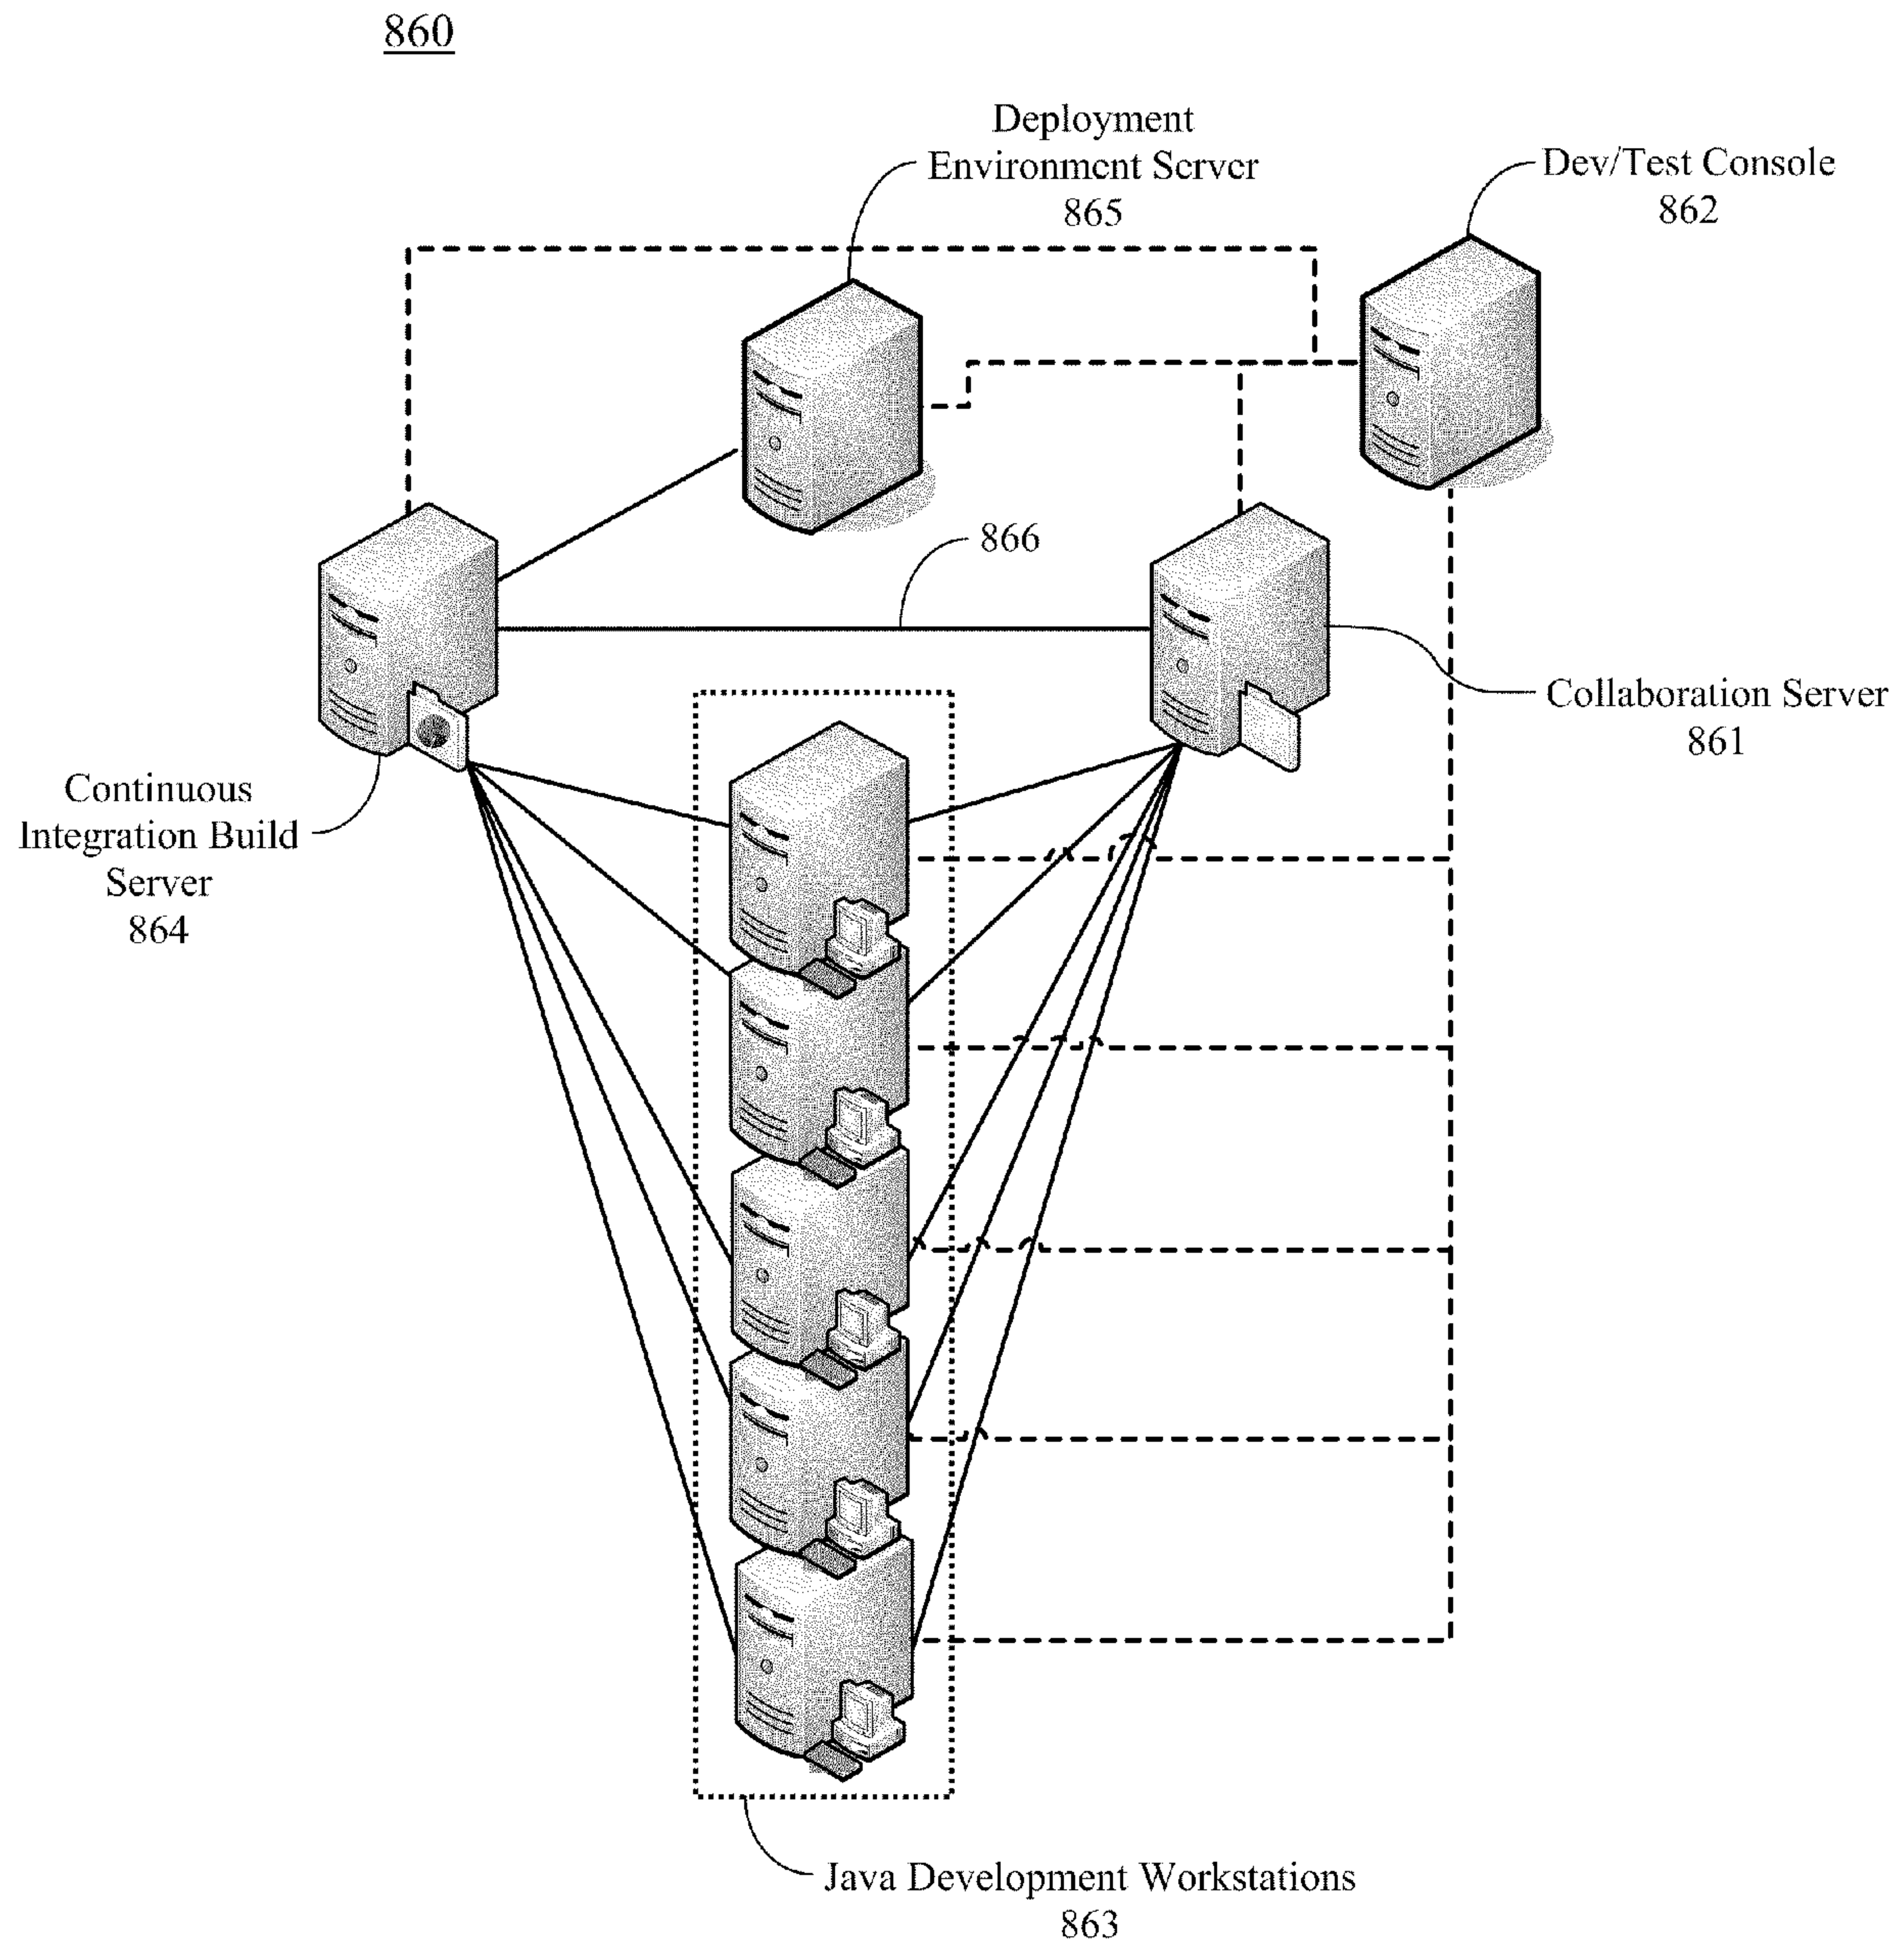 860
Deployment
Environment Server
865
Dev/Test Console
862
866
Collaboration Server
861
Continuous
Integration Build
Server
864
Java Development Workstations
863